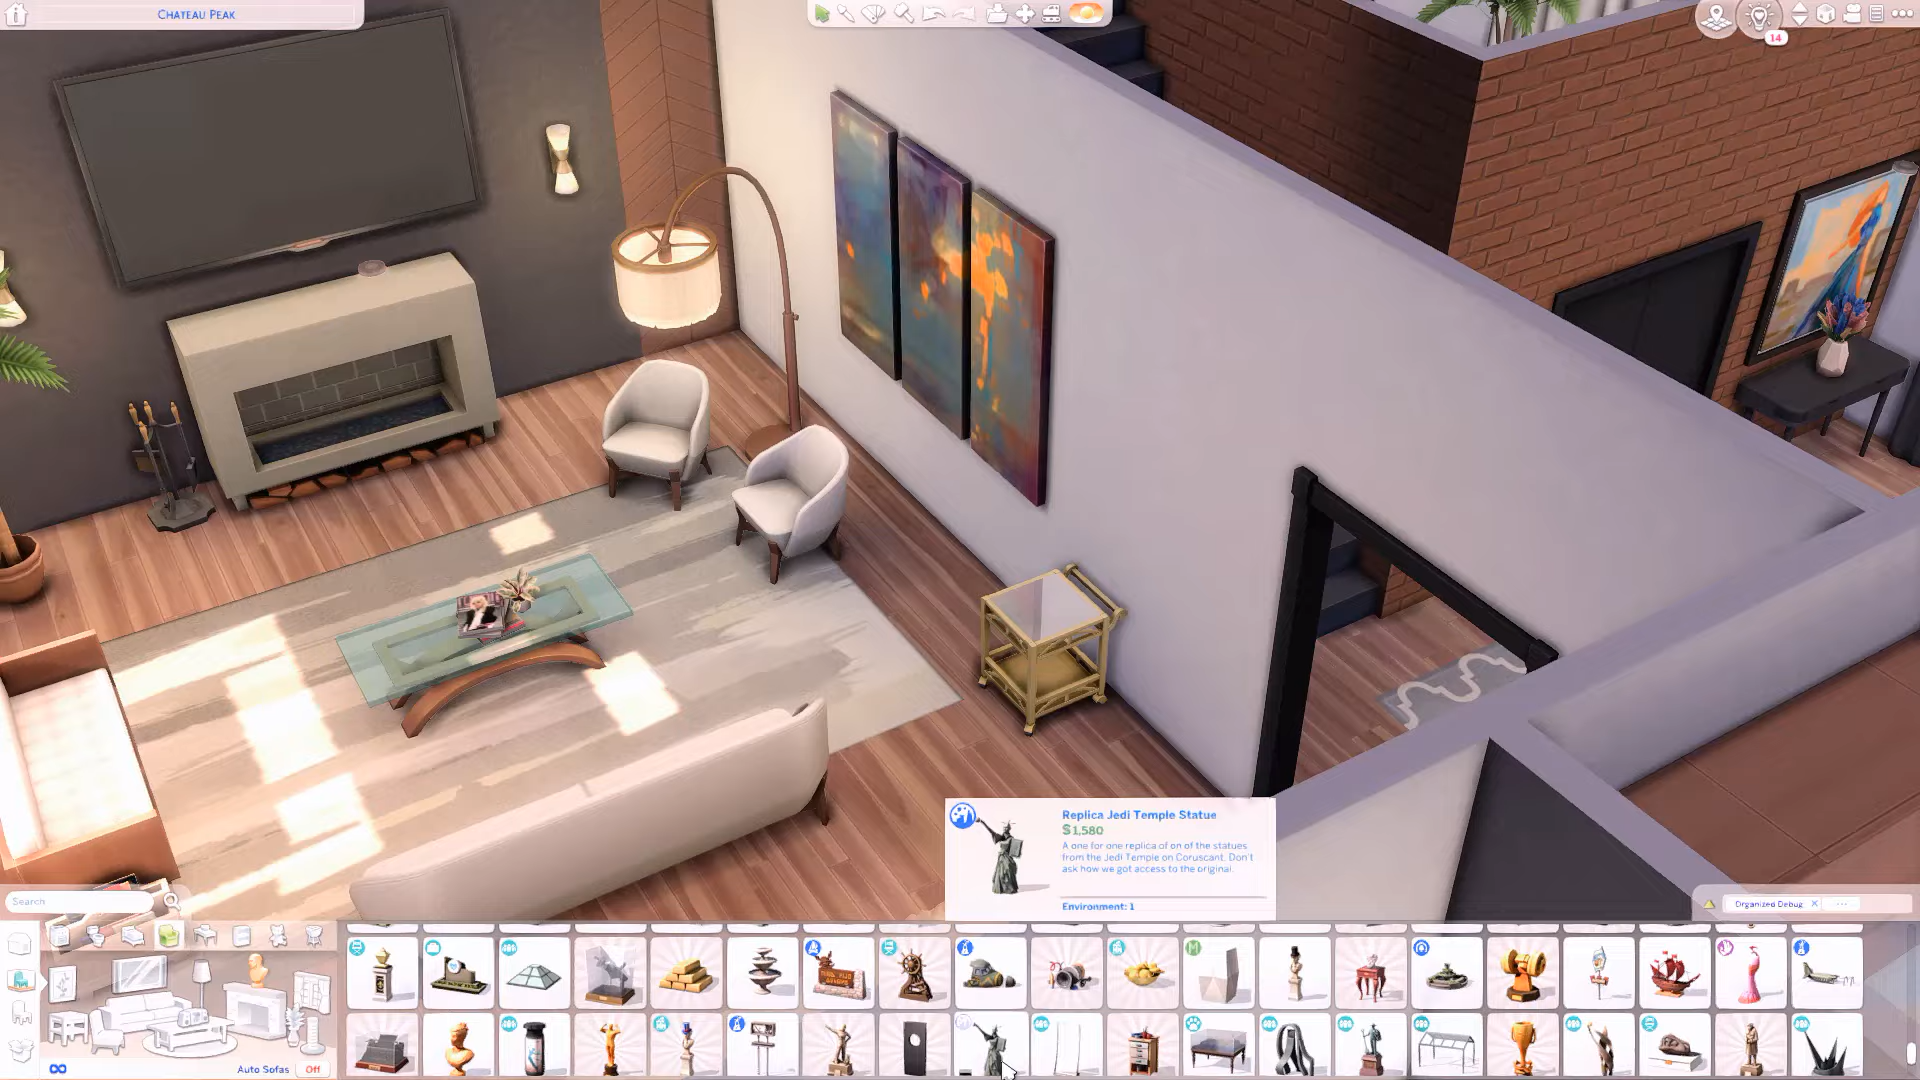 CHATEAU PEAK
14
Replica Jedi Temple Statue
$1,580
A one for one replica of on of the statues
from the Jedi Temple on Coruscant. Don't
ask how we got access to the original.
Environment: 1
Search
Organized Debug
Auto Sofas
Off